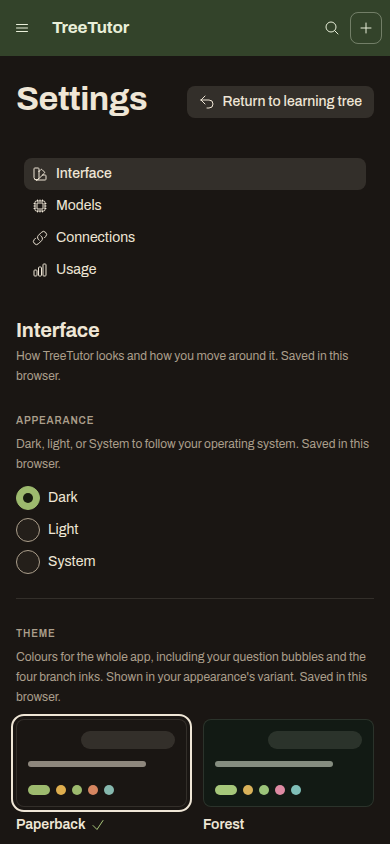 TreeTutor
Settings
Return to learning tree
Interface
Models
Connections
Usage
Interface
How TreeTutor looks and how you move around it. Saved in this
browser.
APPEARANCE
Dark, light, or System to follow your operating system. Saved in this
browser.
Dark
Light
System
THEME
Colours for the whole app, including your question bubbles and the
four branch inks. Shown in your appearance's variant. Saved in this
browser.
Paperback
Forest